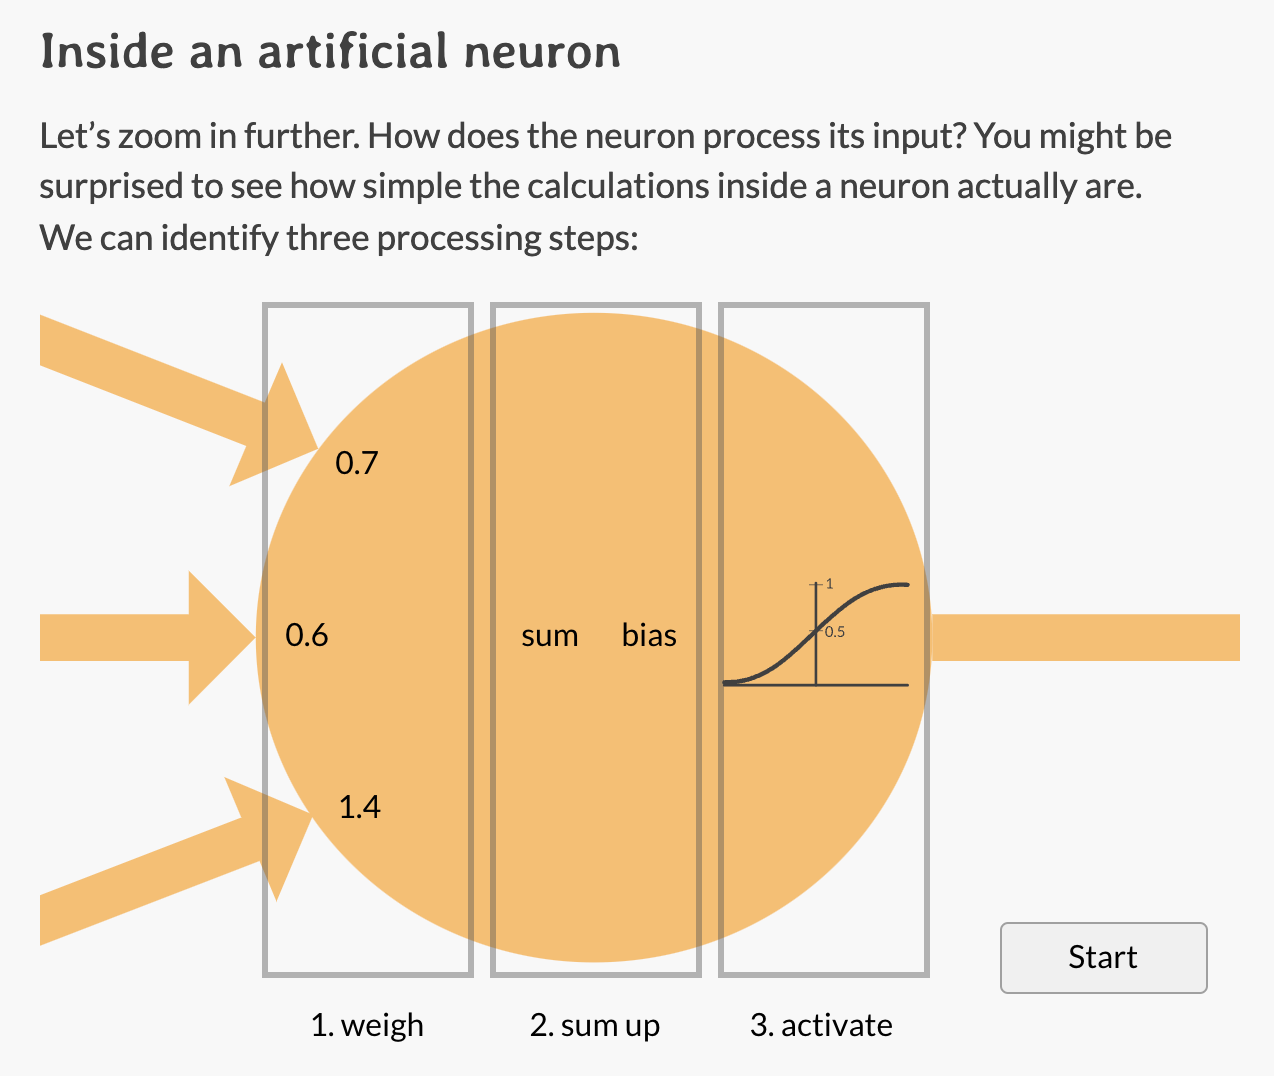 Inside an artificial neuron
Let’s zoom in further. How does the neuron process its input? You might be
surprised to see how simple the calculations inside a neuron actually are.
We can identify three processing steps:
0.7
0.6
1.4
sum bias
1
0.5
Start
1. weigh
2. sum up
3. activate